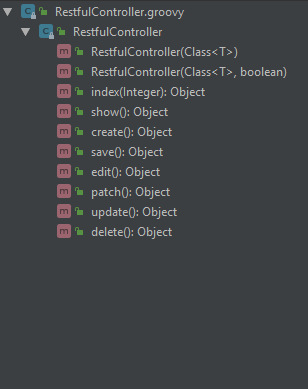 RestfulController.groovy
RestfulController
RestfulController(Class<T>)
RestfulController(Class<T>, boolean)
index(Integer): Object
show(): Object
create(): Object
save(): Object
edit(): Object
patch(): Object
update(): Object
delete(): Object